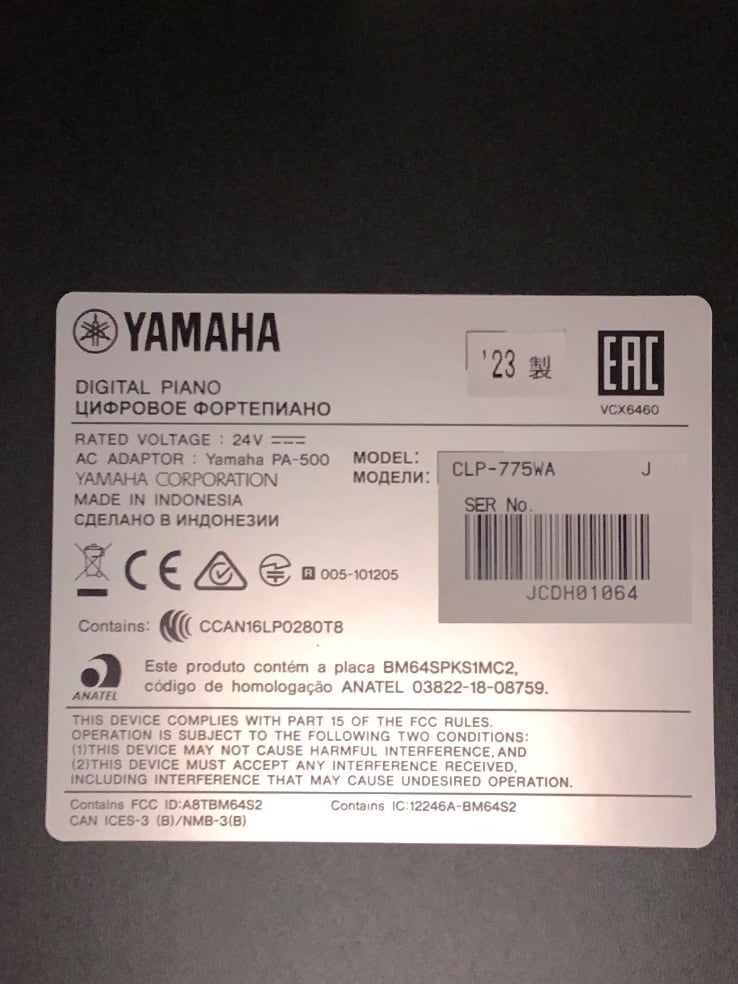 YAMAHA
'23 製
EAC
VCX6460
DIGITAL PIANO
ЦИФРОВОЕ ФОРТЕПИАНО
RATED VOLTAGE : 24V
AC ADAPTOR : Yamaha PA-500
YAMAHA CORPORATION
MADE IN INDONESIA
СДЕЛАНО В ИНДОНЕЗИИ
MODEL:
МОДЕЛИ:
CLP-775WA J
SER No.
JCDH01064
CE
R 005-101205
Contains: CCAN16LP0280T8
ANATEL
Este produto contém a placa BM64SPKS1MC2,
código de homologação ANATEL 03822-18-08759.
THIS DEVICE COMPLIES WITH PART 15 OF THE FCC RULES.
OPERATION IS SUBJECT TO THE FOLLOWING TWO CONDITIONS:
(1)THIS DEVICE MAY NOT CAUSE HARMFUL INTERFERENCE,AND
(2)THIS DEVICE MUST ACCEPT ANY INTERFERENCE RECEIVED,
INCLUDING INTERFERENCE THAT MAY CAUSE UNDESIRED OPERATION.
Contains FCC ID:A8TBM64S2 Contains IC:12246A-BM64S2
CAN ICES-3 (B)/NMB-3(B)